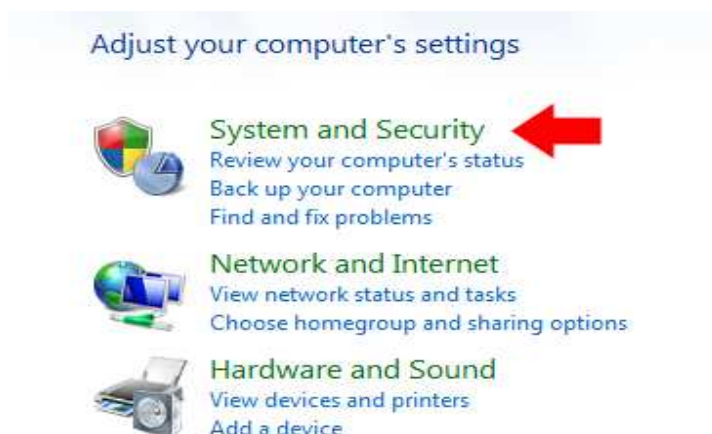 Adjust your computer's settings
System and Security
Review your computer's status
Back up your computer
Find and fix problems
Network and Internet
View network status and tasks
Choose homegroup and sharing options
Hardware and Sound
View devices and printers
Add a device